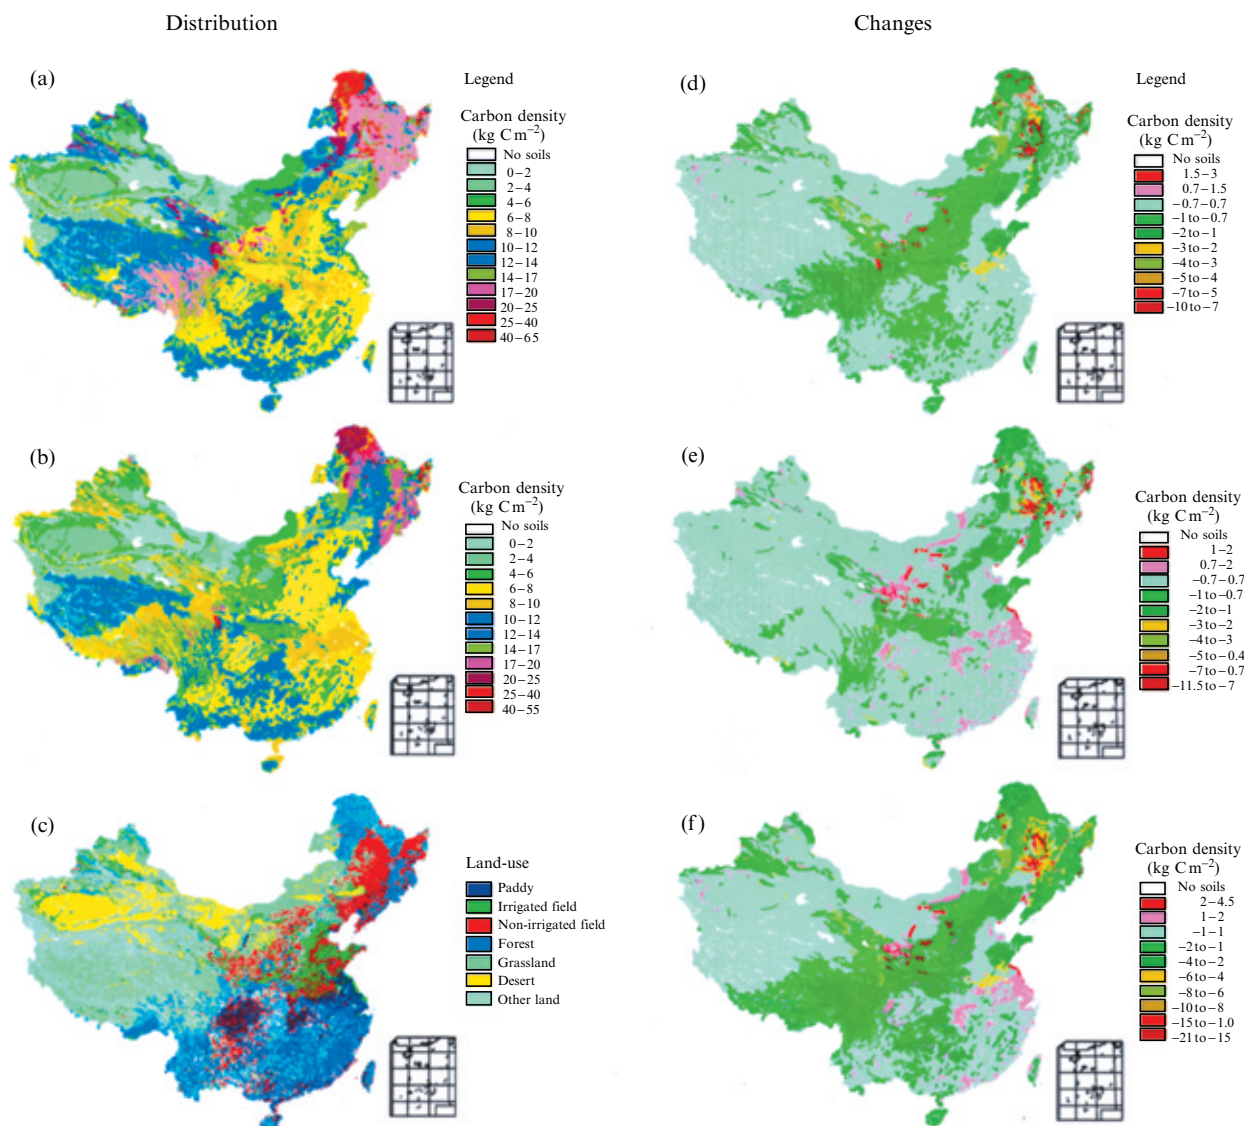 Distribution
Changes
(a)
Legend
Carbon density
(kg C m−2)
No soils
0–2
2–4
4–6
6–8
8–10
10–12
12–14
14–17
17–20
20–25
25–40
40–65
(d)
Legend
Carbon density
(kg C m−2)
No soils
1.5–3
0.7–1.5
−0.7–0.7
−1 to −0.7
−2 to −1
−3 to −2
−4 to −3
−5 to −4
−7 to −5
−10 to −7
(b)
Carbon density
(kg C m−2)
No soils
0–2
2–4
4–6
6–8
8–10
10–12
12–14
14–17
17–20
20–25
25–40
40–55
(e)
Carbon density
(kg C m−2)
No soils
1–2
0.7–2
−0.7–0.7
−1 to −0.7
−2 to −1
−3 to −2
−4 to −3
−5 to −0.4
−7 to −0.7
−11.5 to −7
(c)
Land-use
Paddy
Irrigated field
Non-irrigated field
Forest
Grassland
Desert
Other land
(f)
Carbon density
(kg C m−2)
No soils
2–4.5
1–2
−1–1
−2 to −1
−4 to −2
−6 to −4
−8 to −6
−10 to −8
−15 to −1.0
−21 to −15